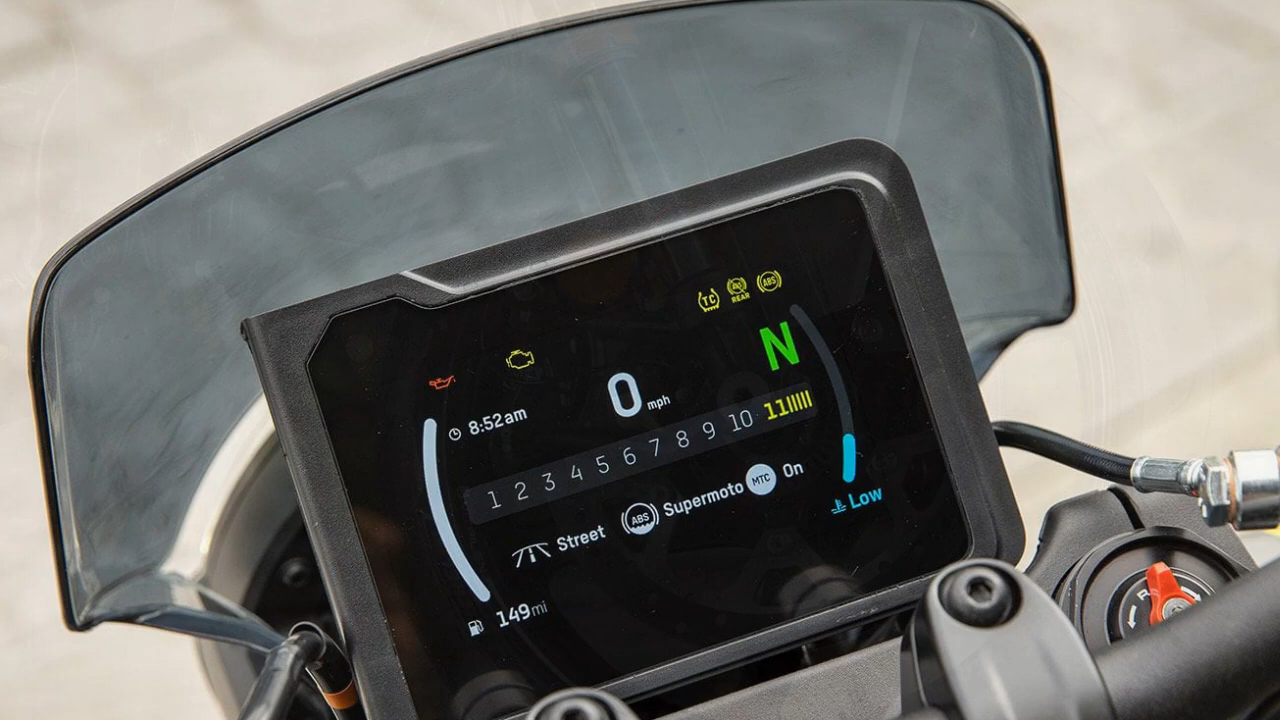 TC ABS REAR ABS
N
8:52am 0 mph
1 2 3 4 5 6 7 8 9 10 11
Street ABS Supermoto MTC On
Low
149mi
R